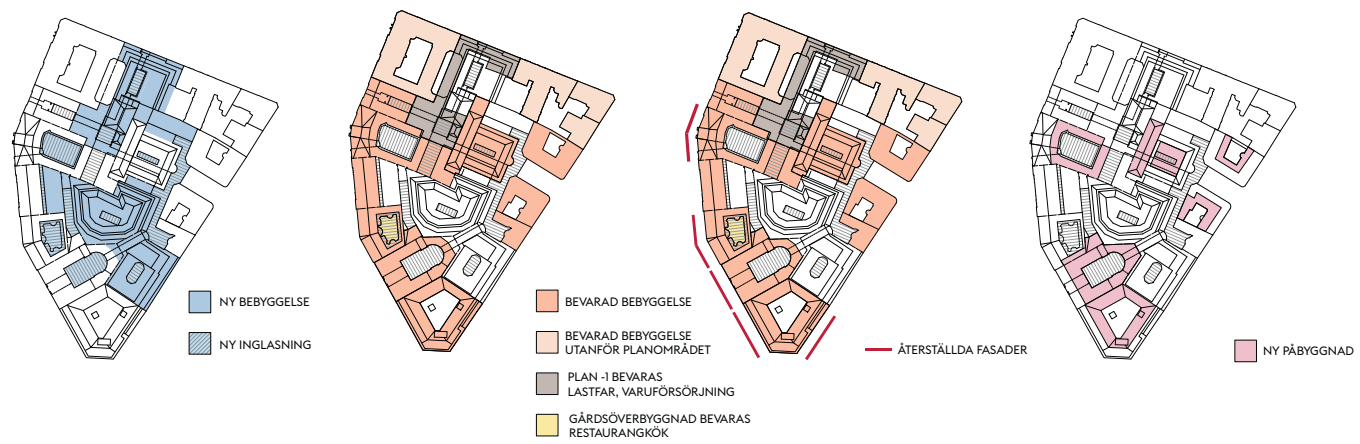 NY BEBYGGELSE
NY INGLASNING
BEVARAD BEBYGGELSE
BEVARAD BEBYGGELSE
UTANFÖR PLANOMRÅDET
PLAN -1 BEVARAS
LASTFAR, VARUFÖRSÖRJNING
GÅRDSÖVERBYGGNAD BEVARAS
RESTAURANGKÖK
ÅTERSTÄLLDA FASADER
NY PÅBYGGNAD